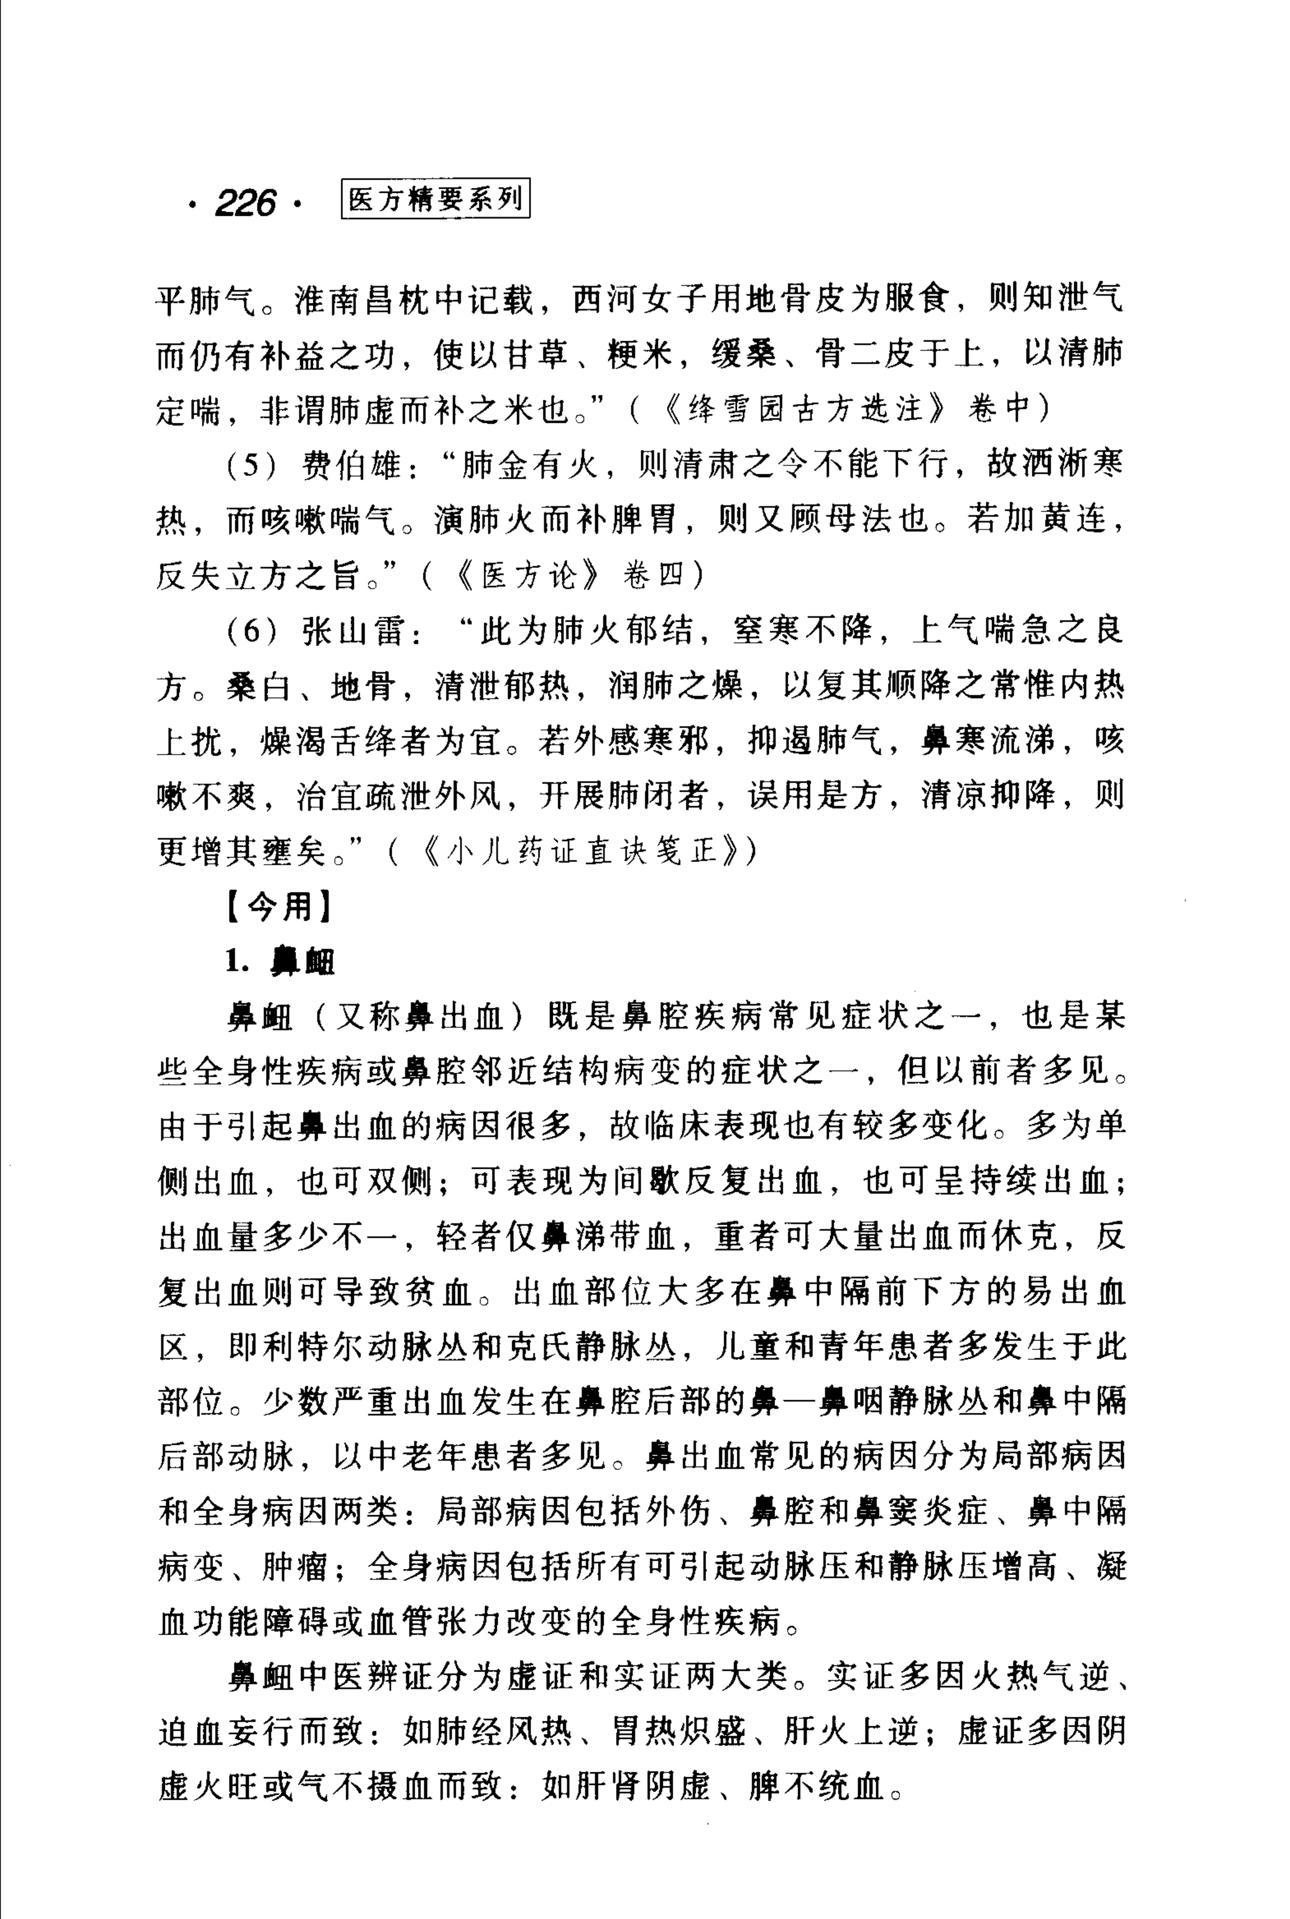 · 226 · 医方精要系列
平肺气。淮南昌枕中记载，西河女子用地骨皮为服食，则知泄气
而仍有补益之功，使以甘草、粳米，缓桑、骨二皮于上，以清肺
定喘，非谓肺虚而补之米也。”（《绛雪园古方选注》卷中）
（5）费伯雄：“肺金有火，则清肃之令不能下行，故洒淅寒
热，而咳嗽喘气。演肺火而补脾胃，则又顾母法也。若加黄连，
反失立方之旨。”（《医方论》卷四）
（6）张山雷：“此为肺火郁结，窒寒不降，上气喘急之良
方。桑白、地骨，清泄郁热，润肺之燥，以复其顺降之常惟内热
上扰，燥渴舌绛者为宜。若外感寒邪，抑遏肺气，鼻寒流涕，咳
嗽不爽，治宜疏泄外风，开展肺闭者，误用是方，清凉抑降，则
更增其壅矣。”（《小儿药证直诀笺正》）
【今用】
1. 鼻衄
鼻衄（又称鼻出血）既是鼻腔疾病常见症状之一，也是某
些全身性疾病或鼻腔邻近结构病变的症状之一，但以前者多见。
由于引起鼻出血的病因很多，故临床表现也有较多变化。多为单
侧出血，也可双侧；可表现为间歇反复出血，也可呈持续出血；
出血量多少不一，轻者仅鼻涕带血，重者可大量出血而休克，反
复出血则可导致贫血。出血部位大多在鼻中隔前下方的易出血
区，即利特尔动脉丛和克氏静脉丛，儿童和青年患者多发生于此
部位。少数严重出血发生在鼻腔后部的鼻—鼻咽静脉丛和鼻中隔
后部动脉，以中老年患者多见。鼻出血常见的病因分为局部病因
和全身病因两类：局部病因包括外伤、鼻腔和鼻窦炎症、鼻中隔
病变、肿瘤；全身病因包括所有可引起动脉压和静脉压增高、凝
血功能障碍或血管张力改变的全身性疾病。
鼻衄中医辨证分为虚证和实证两大类。实证多因火热气逆、
迫血妄行而致：如肺经风热、胃热炽盛、肝火上逆；虚证多因阴
虚火旺或气不摄血而致：如肝肾阴虚、脾不统血。